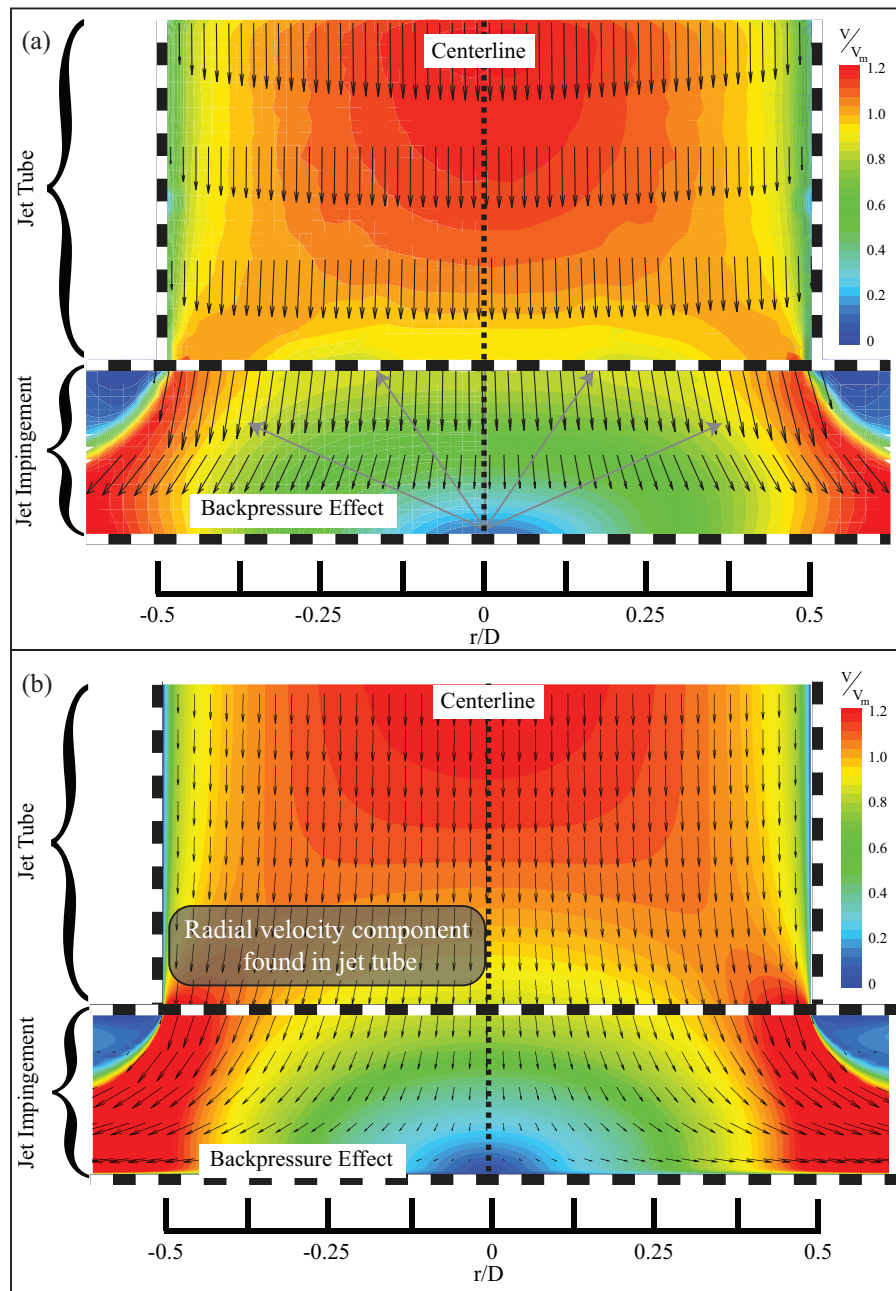 (a)
Centerline
V/Vm
1.2
1.0
0.8
0.6
0.4
0.2
0
Jet Tube
Jet Impingement
Backpressure Effect
-0.5
-0.25
0
0.25
0.5
r/D
(b)
Centerline
V/Vm
1.2
1.0
0.8
0.6
0.4
0.2
0
Jet Tube
Radial velocity component
found in jet tube
Jet Impingement
Backpressure Effect
-0.5
-0.25
0
0.25
0.5
r/D